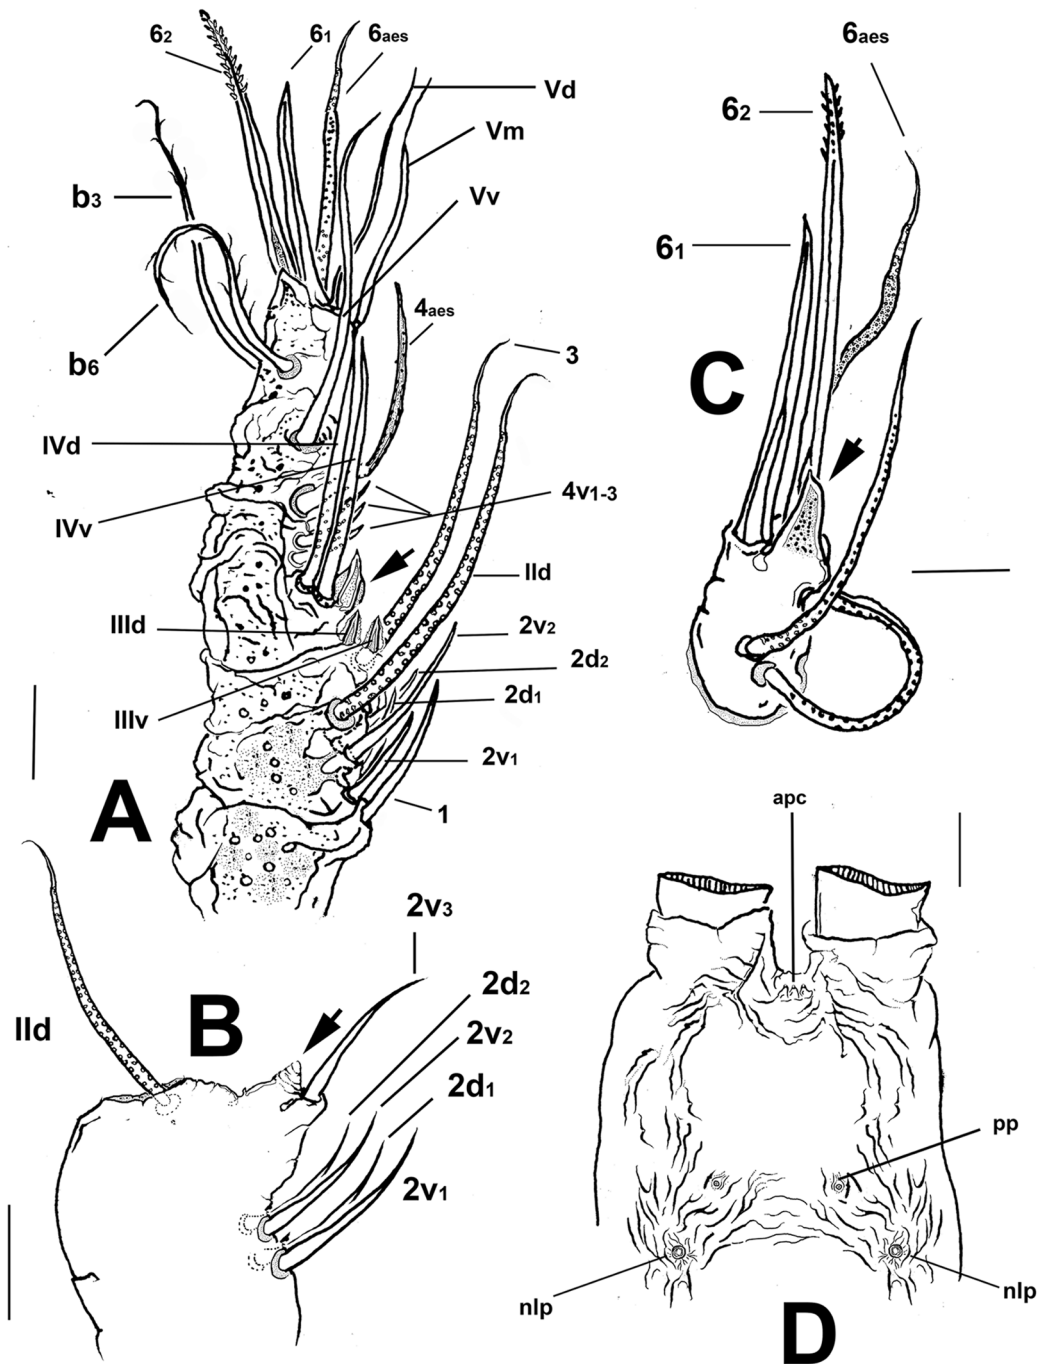 6₂
6₁
6aes
Vd
Vm
b₃
Vv
4aes
b₆
3
IVd
4v₁₋₃
IVv
IId
IIId
2v₂
2d₂
IIIv
2d₁
2v₁
1
A
6aes
6₂
6₁
C
2v₃
2d₂
IId
B
2v₂
2d₁
2v₁
apc
pp
nlp
nlp
D